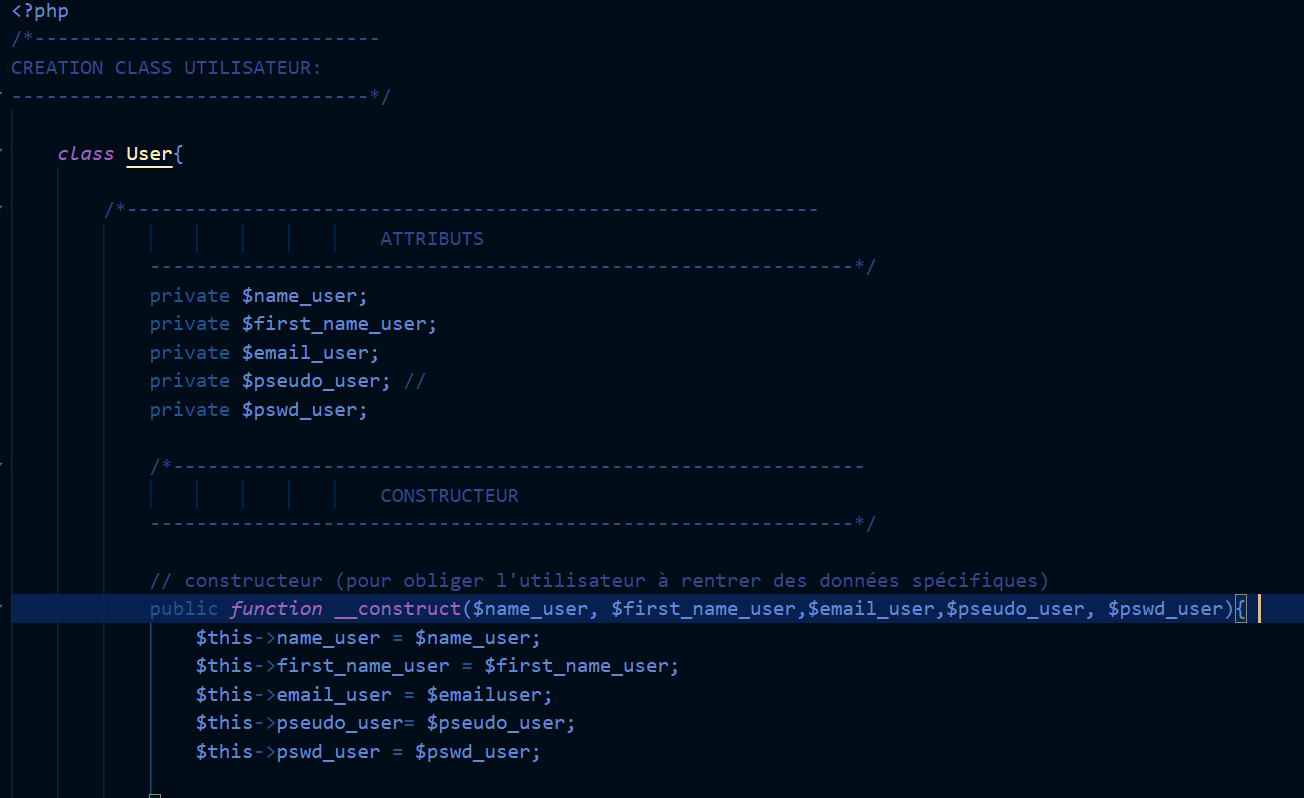 <?php
/*------------------------------
CREATION CLASS UTILISATEUR:
-------------------------------*/
class User{
/*------------------------------------------------------------
ATTRIBUTS
-------------------------------------------------------------*/
private $name_user;
private $first_name_user;
private $email_user;
private $pseudo_user; //
private $pswd_user;
/*------------------------------------------------------------
CONSTRUCTEUR
-------------------------------------------------------------*/
// constructeur (pour obliger l'utilisateur à rentrer des données spécifiques)
public function __construct($name_user, $first_name_user,$email_user,$pseudo_user, $pswd_user){
$this->name_user = $name_user;
$this->first_name_user = $first_name_user;
$this->email_user = $emailuser;
$this->pseudo_user= $pseudo_user;
$this->pswd_user = $pswd_user;